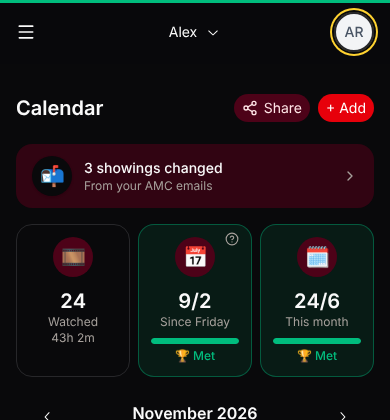 Alex
AR
Calendar
Share
+ Add
3 showings changed
From your AMC emails
24
Watched
43h 2m
9/2
Since Friday
Met
24/6
This month
Met
November 2026